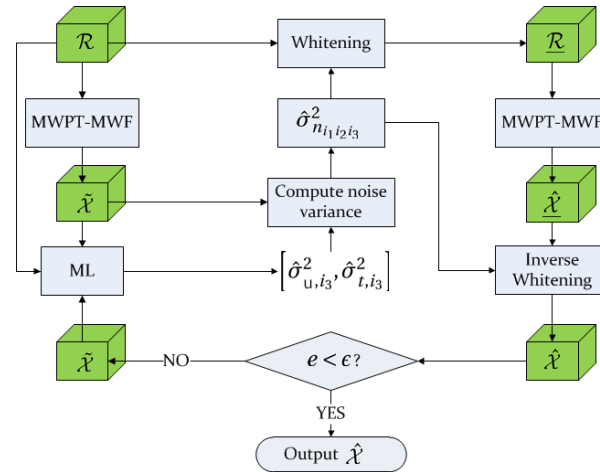 ℛ
Whitening
ℛ̲
MWPT-MWF
σ̂²ₙ i₁i₂i₃
MWPT-MWF
𝒳̃
Compute noise
variance
𝒳̲̂
ML
[σ̂²u,i₃, σ̂²t,i₃]
Inverse
Whitening
𝒳̃
NO
e < ϵ?
𝒳̂
YES
Output 𝒳̂